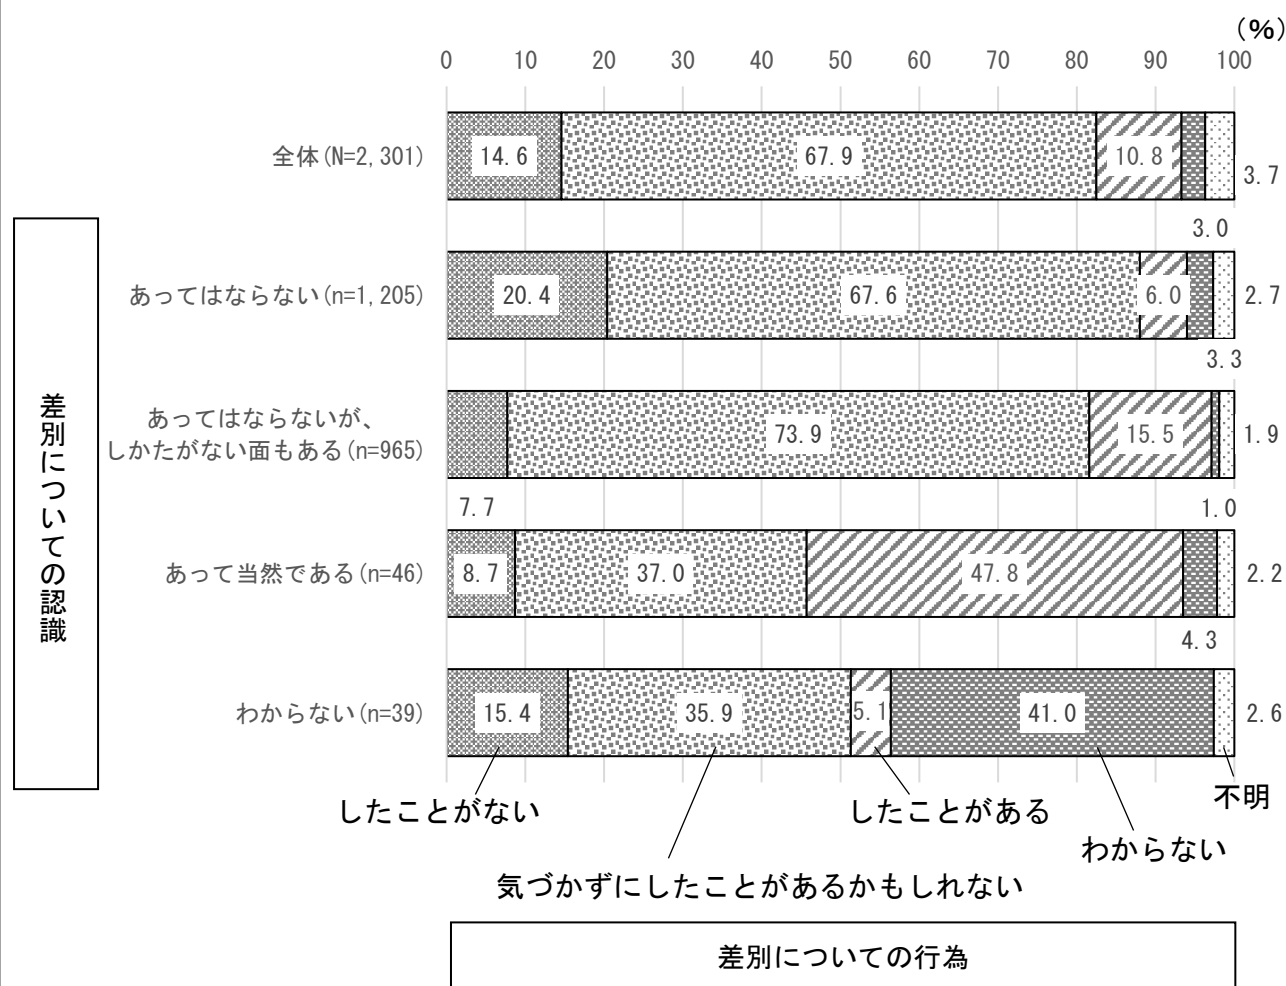 (%)
0 10 20 30 40 50 60 70 80 90 100
全体(N=2,301) 14.6 67.9 10.8 3.7
3.0
あってはならない(n=1,205) 20.4 67.6 6.0 2.7
3.3
あってはならないが、
しかたがない面もある(n=965) 73.9 15.5 1.9
7.7 1.0
あって当然である(n=46) 8.7 37.0 47.8 2.2
4.3
わからない(n=39) 15.4 35.9 5.1 41.0 2.6
差別についての認識
したことがない したことがある 不明
わからない
気づかずにしたことがあるかもしれない
差別についての行為